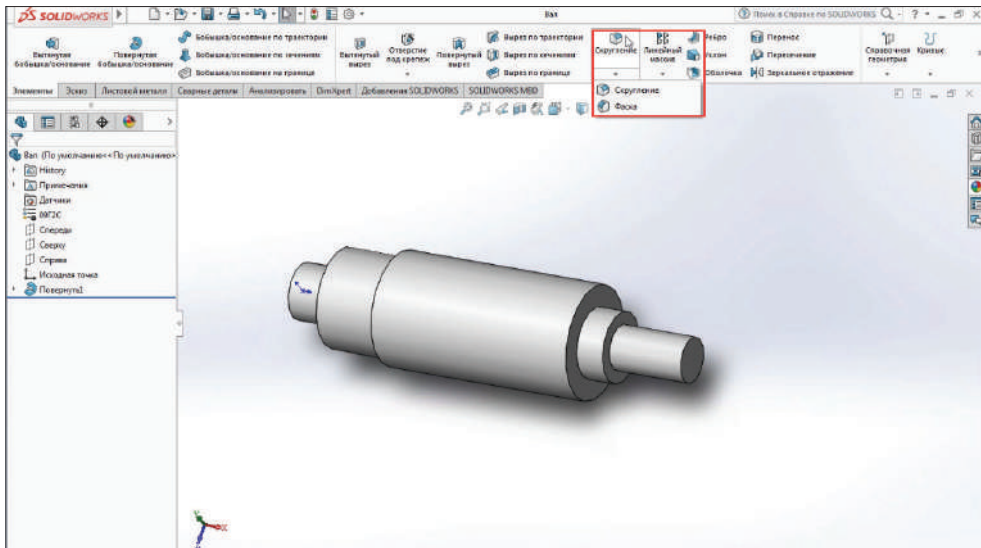 DS SOLIDWORKS
Вал
Поиск в Справке по SOLIDWORKS
Вытянутая бобышка/основание
Повернутая бобышка/основание
Бобышка/основание по траектории
Бобышка/основание по сечениям
Бобышка/основание на границе
Вытянутый вырез
Отверстие под крепеж
Повернутый вырез
Вырез по траектории
Вырез по сечениям
Вырез по границе
Скругление
Линейный массив
Ребро
Уклон
Оболочка
Перенос
Пересечение
Зеркальное отражение
Справочная геометрия
Кривые
Элементы
Эскиз
Листовой металл
Сварные детали
Анализировать
DimXpert
Добавления SOLIDWORKS
SOLIDWORKS MBD
Скругление
Фаска
Вал (По умолчанию<<По умолчанию>
History
Примечания
Датчики
09Г2С
Спереди
Сверху
Справа
Исходная точка
Повернуть1